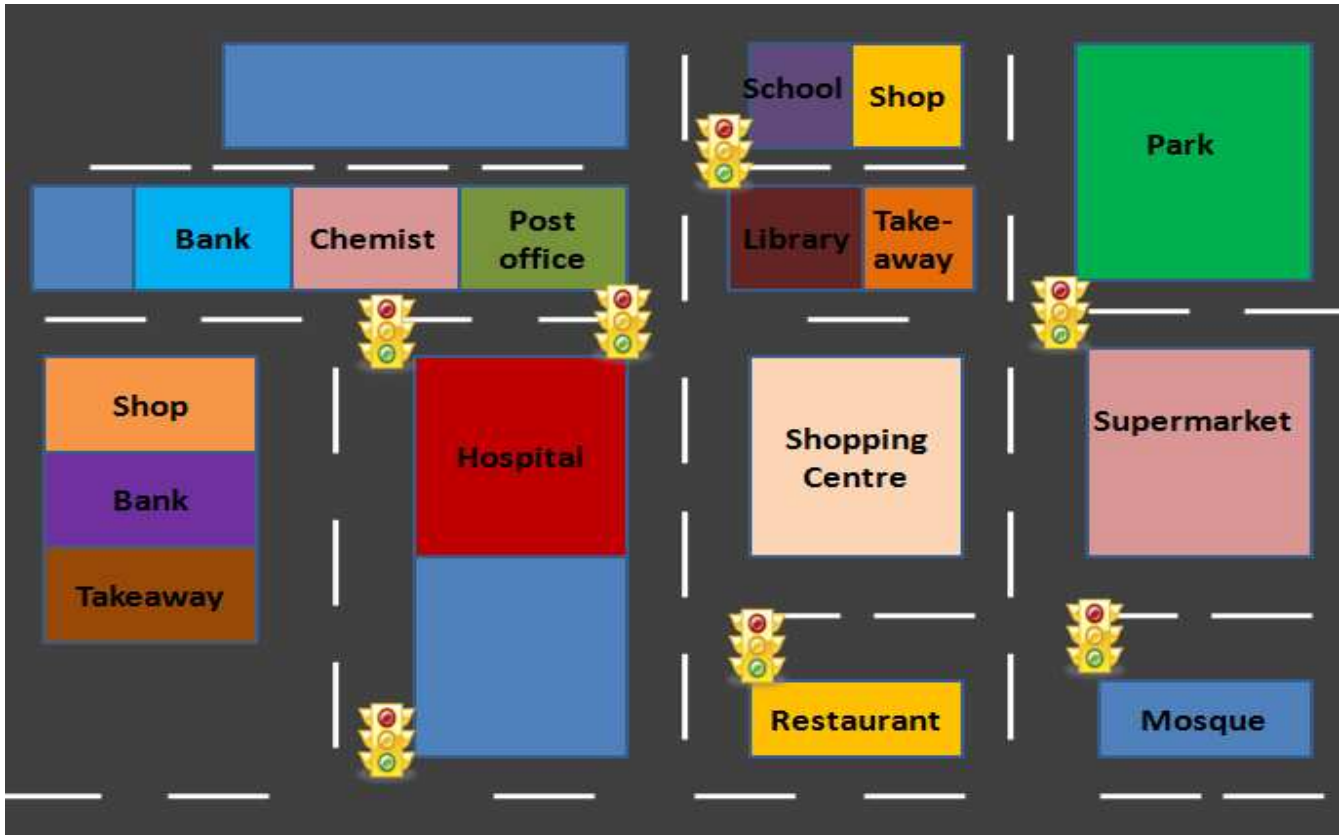 School
Shop
Park
Bank
Chemist
Post
office
Library
Take-
away
Shop
Bank
Takeaway
Hospital
Shopping
Centre
Supermarket
Restaurant
Mosque